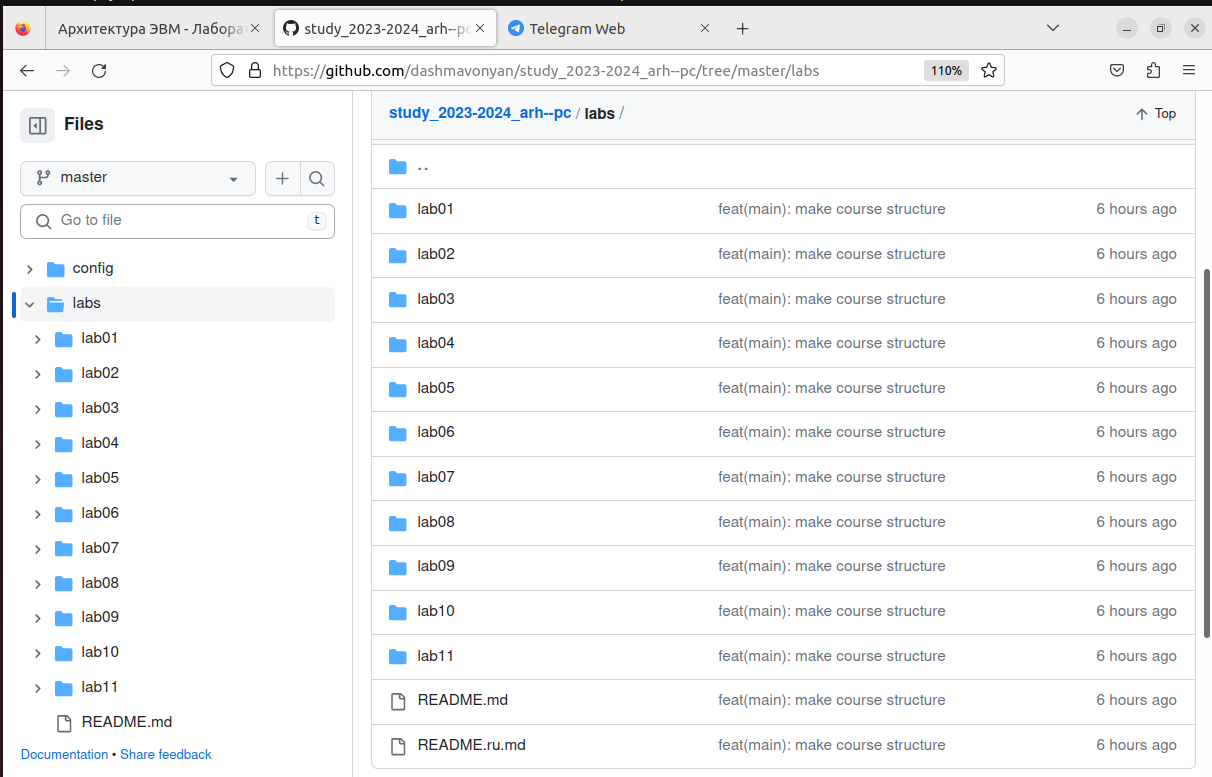 Архитектура ЭВМ - Лаборат
study_2023-2024_arh--pc
Telegram Web
https://github.com/dashmavonyan/study_2023-2024_arh--pc/tree/master/labs
110%
Files
master
Go to file
t
config
labs
lab01
lab02
lab03
lab04
lab05
lab06
lab07
lab08
lab09
lab10
lab11
README.md
Documentation • Share feedback
study_2023-2024_arh--pc / labs /
Top
..
lab01 feat(main): make course structure 6 hours ago
lab02 feat(main): make course structure 6 hours ago
lab03 feat(main): make course structure 6 hours ago
lab04 feat(main): make course structure 6 hours ago
lab05 feat(main): make course structure 6 hours ago
lab06 feat(main): make course structure 6 hours ago
lab07 feat(main): make course structure 6 hours ago
lab08 feat(main): make course structure 6 hours ago
lab09 feat(main): make course structure 6 hours ago
lab10 feat(main): make course structure 6 hours ago
lab11 feat(main): make course structure 6 hours ago
README.md feat(main): make course structure 6 hours ago
README.ru.md feat(main): make course structure 6 hours ago